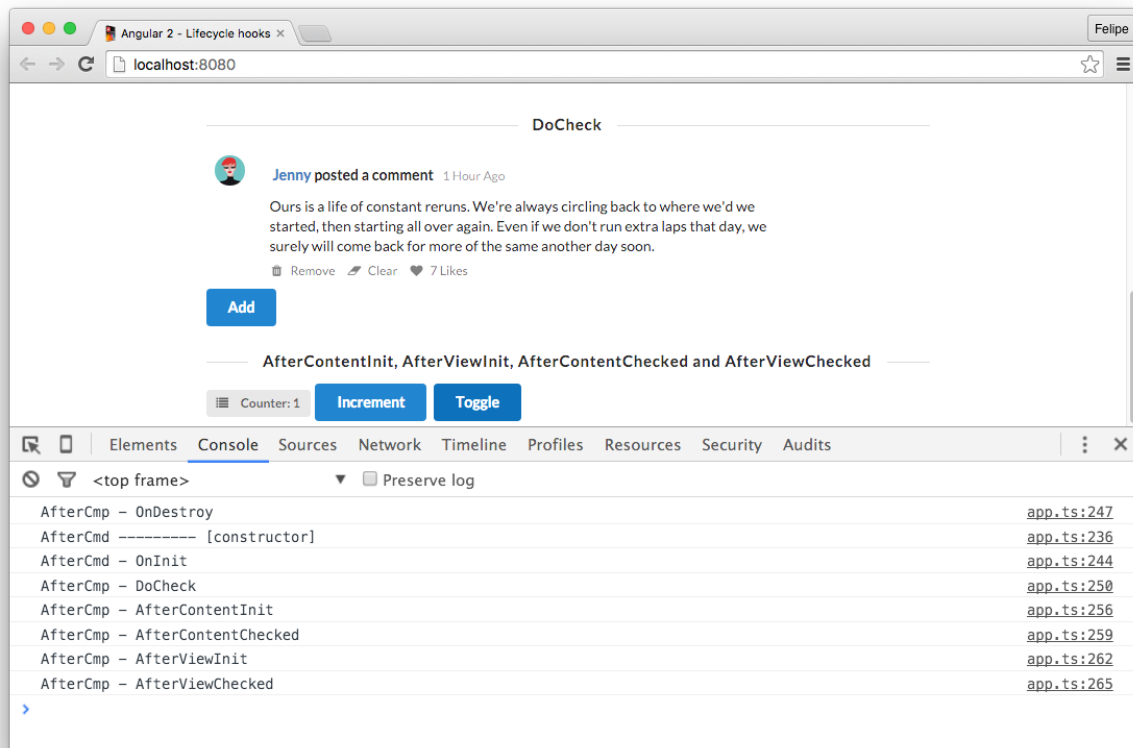 Angular 2 - Lifecycle hooks ×
Felipe
localhost:8080
DoCheck
Jenny posted a comment 1 Hour Ago
Ours is a life of constant reruns. We're always circling back to where we'd we
started, then starting all over again. Even if we don't run extra laps that day, we
surely will come back for more of the same another day soon.
Remove Clear 7 Likes
Add
AfterContentInit, AfterViewInit, AfterContentChecked and AfterViewChecked
Counter: 1 Increment Toggle
Elements Console Sources Network Timeline Profiles Resources Security Audits
<top frame> ▼ Preserve log
AfterCmp – OnDestroy app.ts:247
AfterCmd --------- [constructor] app.ts:236
AfterCmd – OnInit app.ts:244
AfterCmp – DoCheck app.ts:250
AfterCmp – AfterContentInit app.ts:256
AfterCmp – AfterContentChecked app.ts:259
AfterCmp – AfterViewInit app.ts:262
AfterCmp – AfterViewChecked app.ts:265